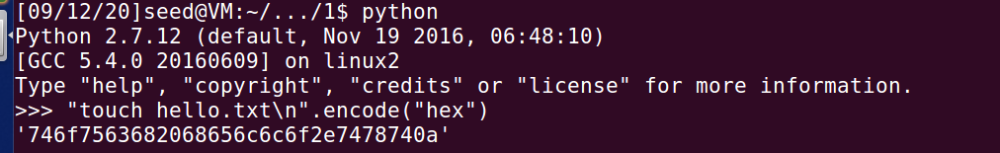 [09/12/20]seed@VM:~/.../1$ python
Python 2.7.12 (default, Nov 19 2016, 06:48:10)
[GCC 5.4.0 20160609] on linux2
Type "help", "copyright", "credits" or "license" for more information.
>>> "touch hello.txt\n".encode("hex")
'746f7563682068656c6c6f2e7478740a'